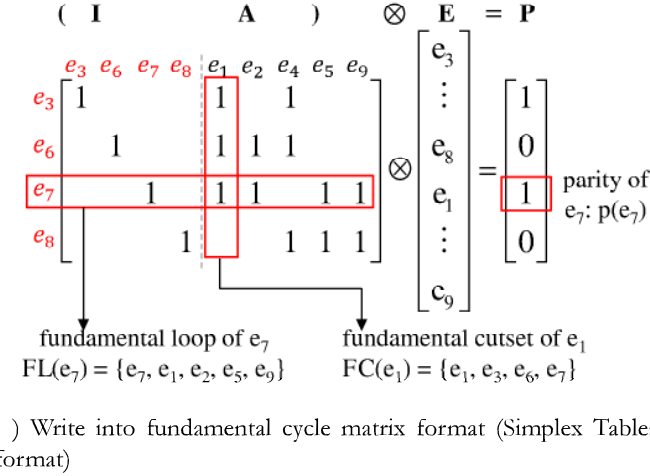 ( I A ) ⊗ E = P
e3 e6 e7 e8 e1 e2 e4 e5 e9
e3 1 1 1
e6 1 1 1 1
e7 1 1 1 1 1
e8 1 1 1 1
⊗
e3
⋮
e8
e1
⋮
c9
=
1
0
1
0
parity of
e7: p(e7)
fundamental loop of e7
FL(e7) = {e7, e1, e2, e5, e9}
fundamental cutset of e1
FC(e1) = {e1, e3, e6, e7}
) Write into fundamental cycle matrix format (Simplex Table
format)